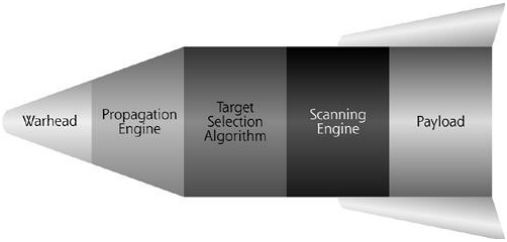 Warhead
Propagation
Engine
Target
Selection
Algorithm
Scanning
Engine
Payload